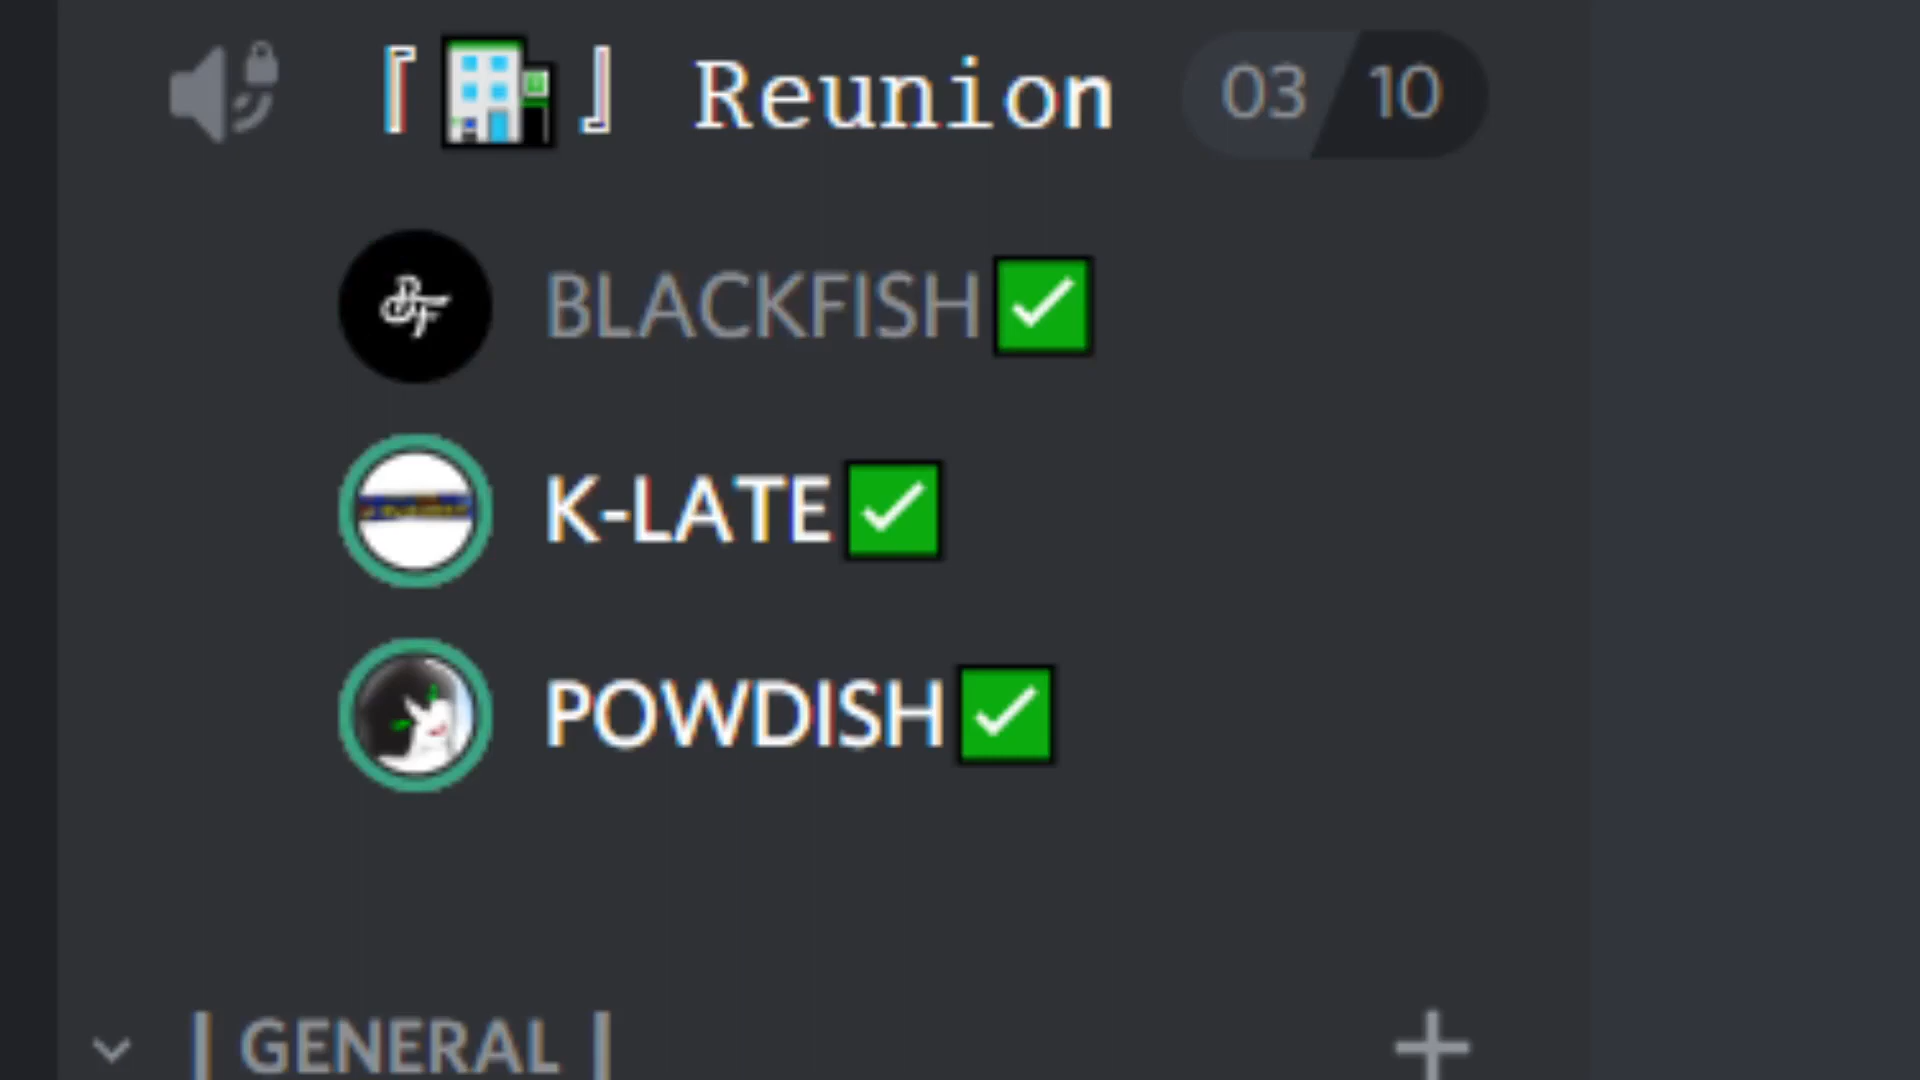 「🏢」 Reunion 03 10
BLACKFISH✅
K-LATE✅
POWDISH✅
| GENERAL |